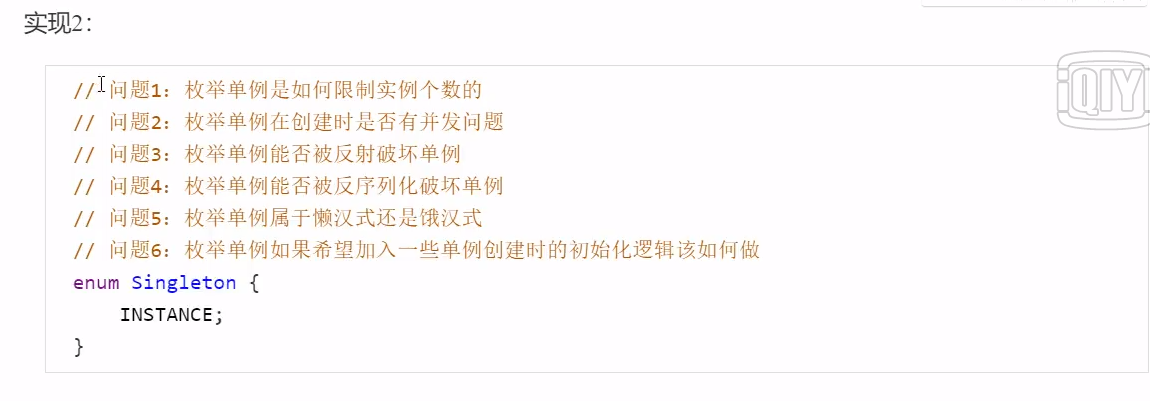 实现2：
// 问题1：枚举单例是如何限制实例个数的
// 问题2：枚举单例在创建时是否有并发问题
// 问题3：枚举单例能否被反射破坏单例
// 问题4：枚举单例能否被反序列化破坏单例
// 问题5：枚举单例属于懒汉式还是饿汉式
// 问题6：枚举单例如果希望加入一些单例创建时的初始化逻辑该如何做
enum Singleton {
    INSTANCE;
}
QIY